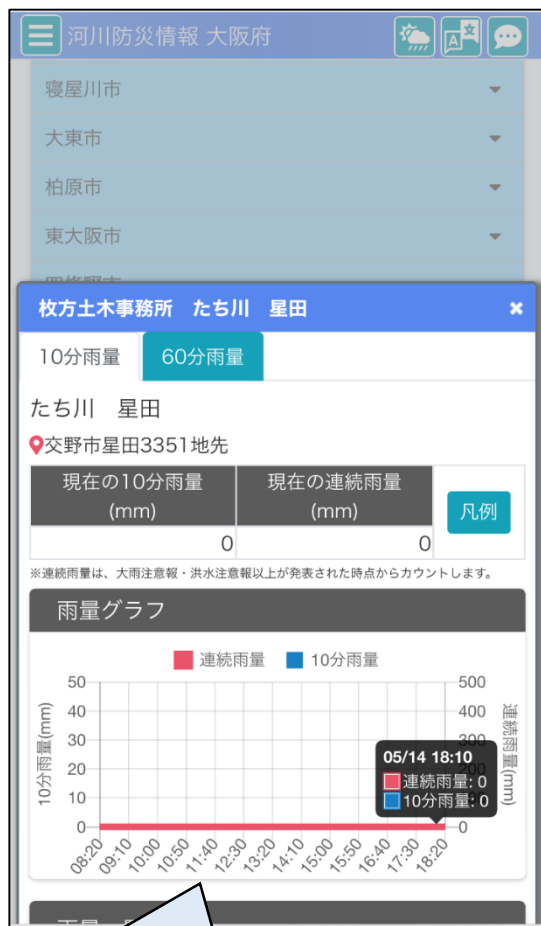 河川防災情報 大阪府
寝屋川市
大東市
柏原市
東大阪市
枚方土木事務所　たち川　星田
×
10分雨量
60分雨量
たち川　星田
交野市星田3351地先
現在の10分雨量
(mm)
現在の連続雨量
(mm)
凡例
0
0
※連続雨量は、大雨注意報・洪水注意報以上が発表された時点からカウントします。
雨量グラフ
連続雨量
10分雨量
10分雨量(mm)
50
40
30
20
10
0
500
400
300
200
0
連続雨量(mm)
05/14 18:10
連続雨量: 0
10分雨量: 0
08:20
09:10
10:00
10:50
11:40
12:30
13:20
14:10
15:00
15:50
16:40
17:30
18:20